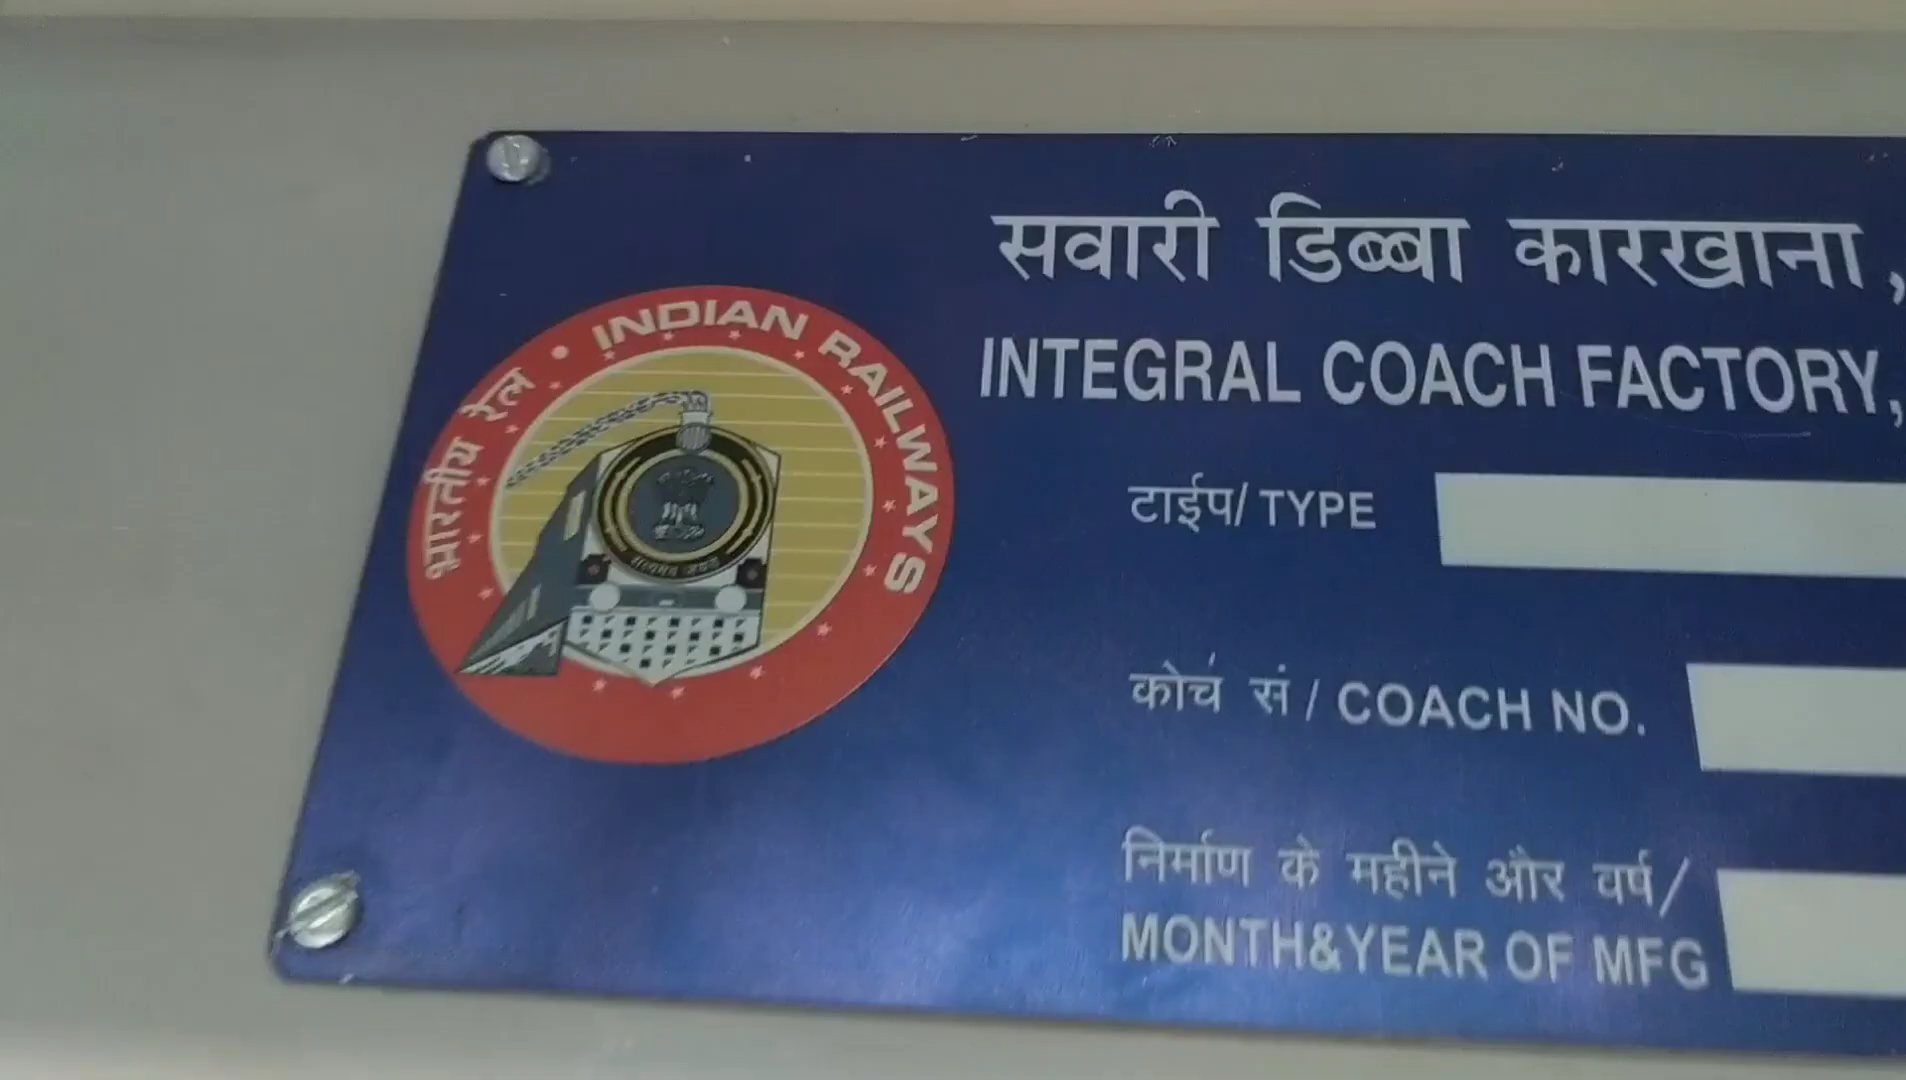 सवारी डिब्बा कारखाना,
INTEGRAL COACH FACTORY,
भारतीय रेल • INDIAN RAILWAYS
टाईप/ TYPE
कोच सं / COACH NO.
निर्माण के महीने और वर्ष/
MONTH&YEAR OF MFG